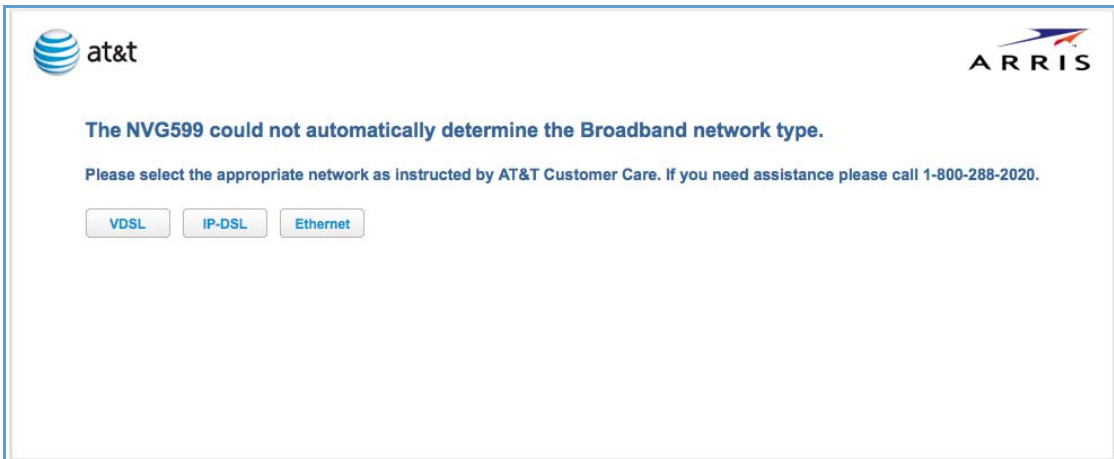 at&t
ARRIS
The NVG599 could not automatically determine the Broadband network type.
Please select the appropriate network as instructed by AT&T Customer Care. If you need assistance please call 1-800-288-2020.
VDSL IP-DSL Ethernet